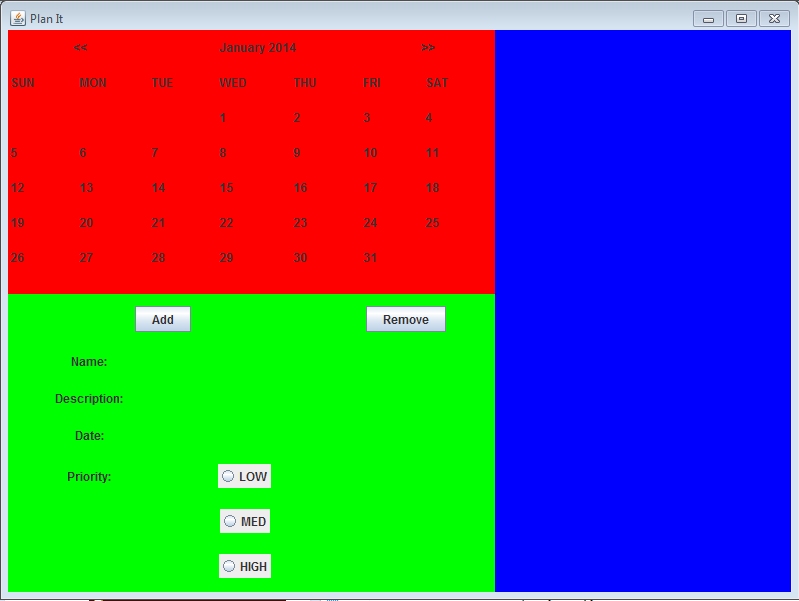 Plan It
<< January 2014 >>
SUN MON TUE WED THU FRI SAT
1 2 3 4
5 6 7 8 9 10 11
12 13 14 15 16 17 18
19 20 21 22 23 24 25
26 27 28 29 30 31
Add Remove
Name:
Description:
Date:
Priority: LOW
MED
HIGH